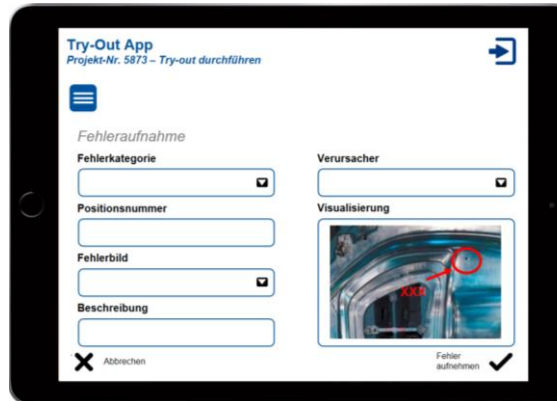 Try-Out App
Projekt-Nr. 5873 – Try-out durchführen
Fehleraufnahme
Fehlerkategorie
Verursacher
Positionsnummer
Visualisierung
Fehlerbild
XXR
Beschreibung
Abbrechen
Fehler
aufnehmen